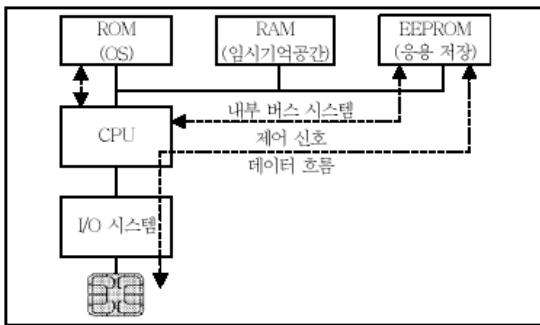 ROM
(OS)
RAM
(임시기억공간)
EEPROM
(응용 저장)
내부 버스 시스템
CPU
제어 신호
데이터 흐름
I/O 시스템